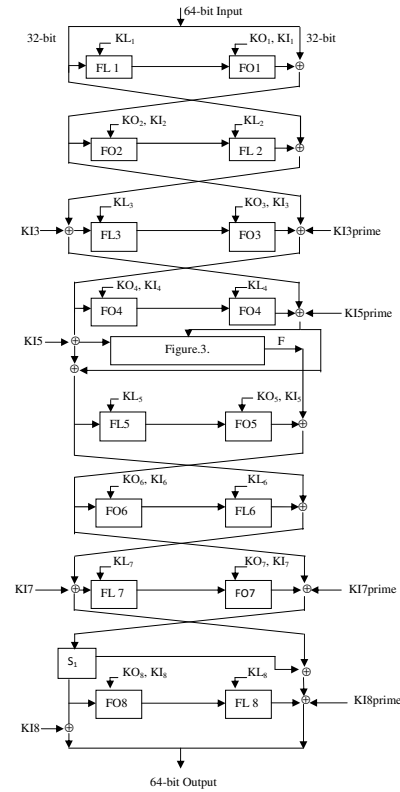 64-bit Input
32-bit KL₁ KO₁, KI₁ 32-bit
FL 1 FO1 ⊕
KO₂, KI₂ KL₂
FO2 FL 2 ⊕
KL₃ KO₃, KI₃
KI3 ⊕ FL3 FO3 ⊕ KI3prime
KO₄, KI₄ KL₄
FO4 FO4 ⊕ KI5prime
KI5 ⊕ Figure.3. F
⊕
KL₅ KO₅, KI₅
FL5 FO5 ⊕
KO₆, KI₆ KL₆
FO6 FL6 ⊕
KL₇ KO₇, KI₇
KI7 ⊕ FL 7 FO7 ⊕ KI7prime
S₁ ⊕
KO₈, KI₈ KL₈
FO8 FL 8 ⊕ KI8prime
KI8 ⊕
64-bit Output